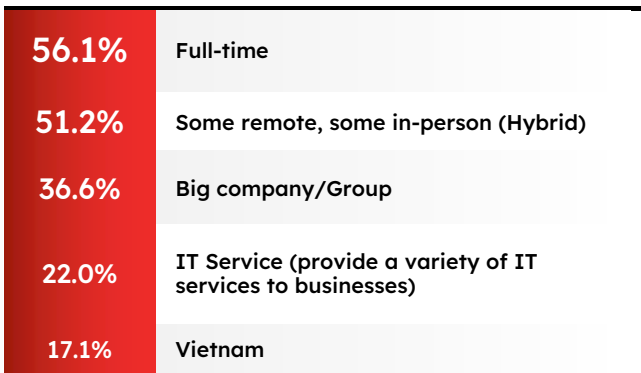 56.1% Full-time
51.2% Some remote, some in-person (Hybrid)
36.6% Big company/Group
22.0% IT Service (provide a variety of IT
services to businesses)
17.1% Vietnam